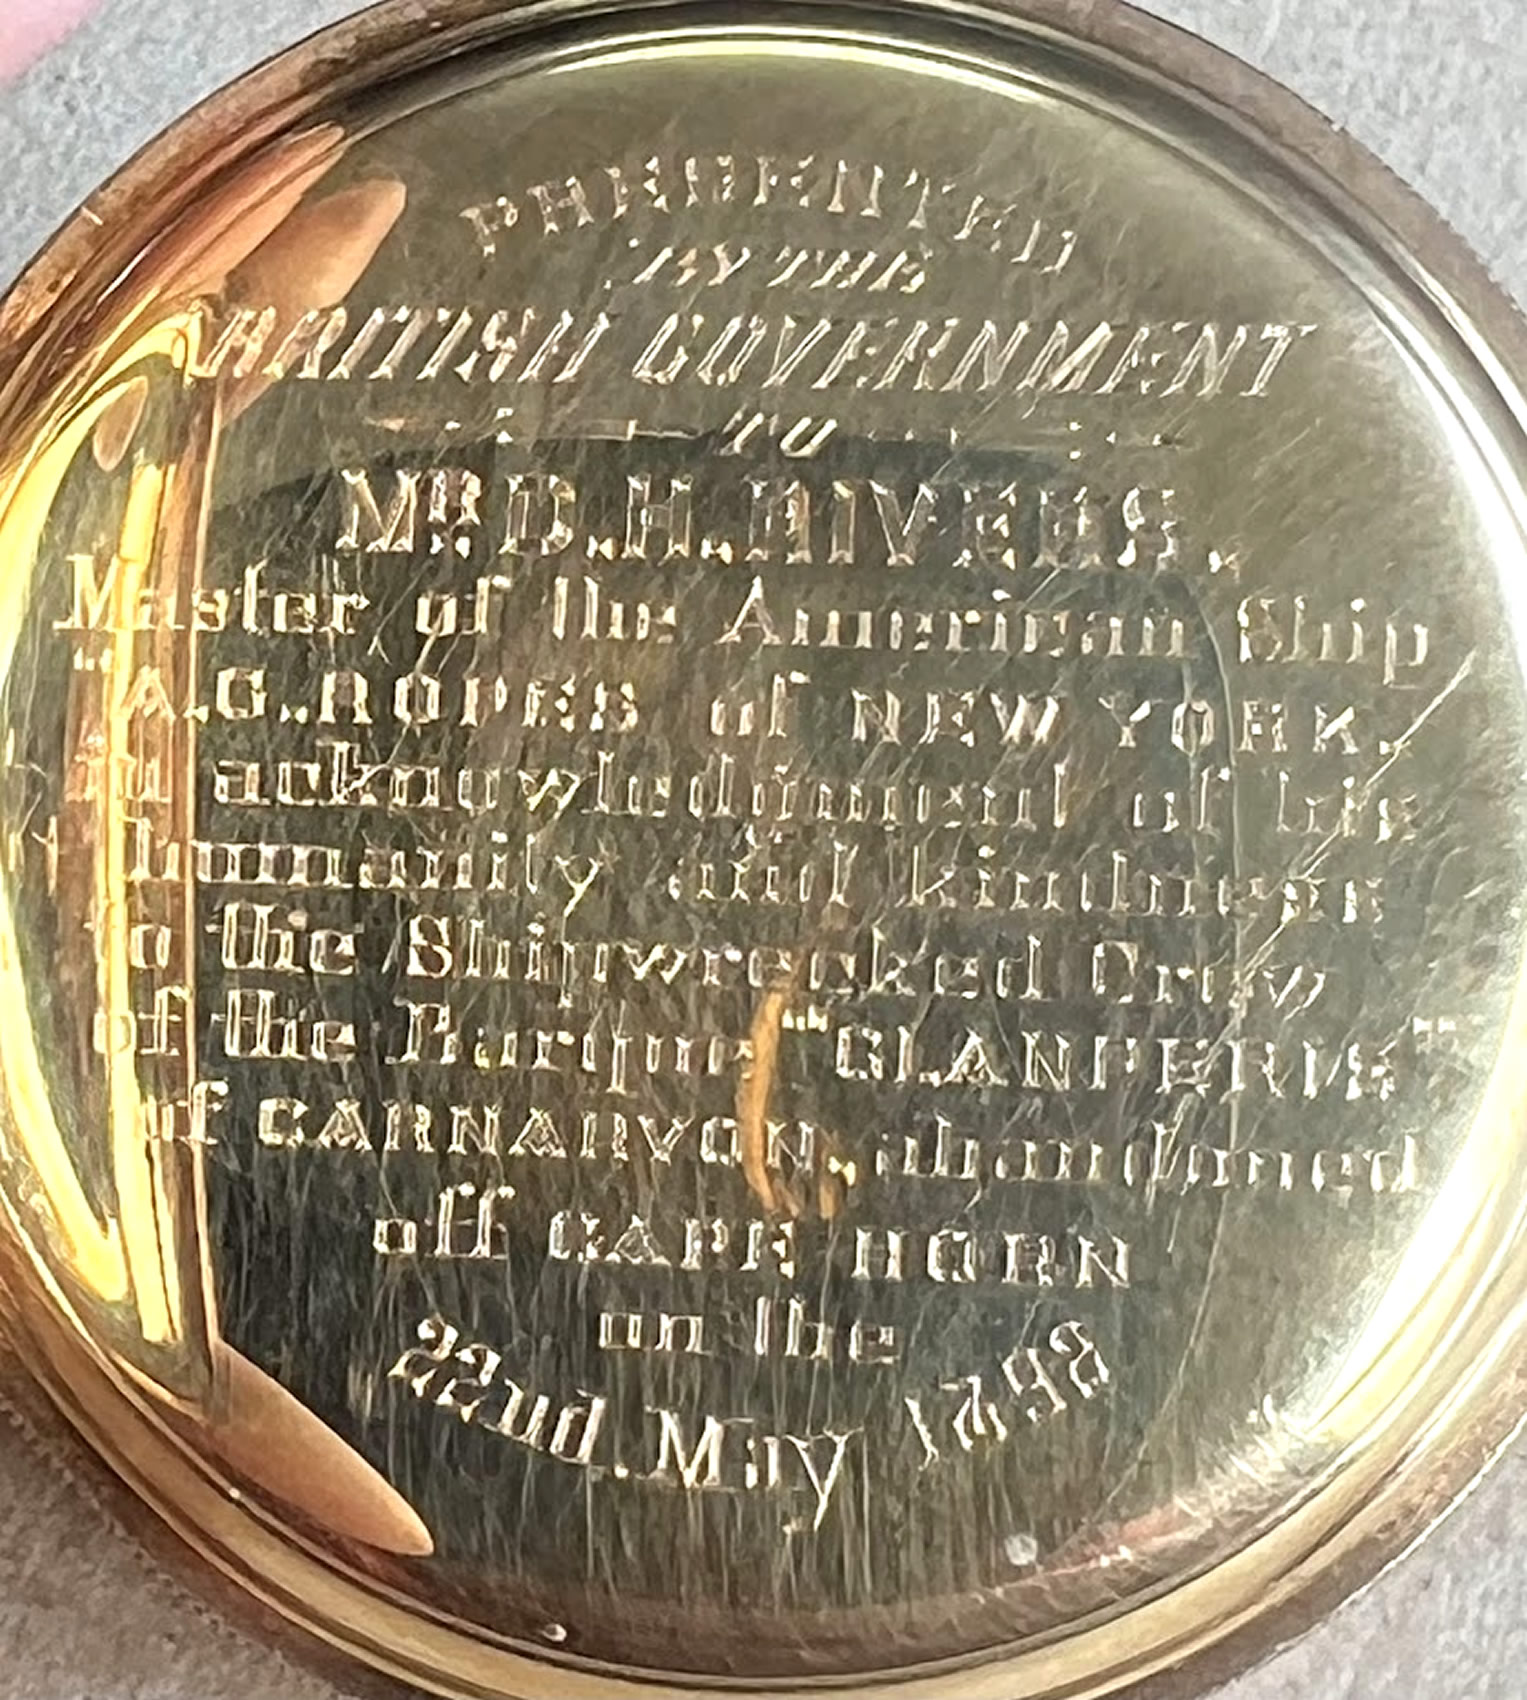 PRESENTED
BY THE
BRITISH GOVERNMENT
TO
MR D.H. RIVERS.
Master of the American Ship
"A.G. ROPES of NEW YORK.
in acknowledgment of his
humanity and kindness
to the Shipwrecked Crew
of the Barque "GLANPERIS"
of CARNARVON, abandoned
off CAPE HORN
on the
22nd. May